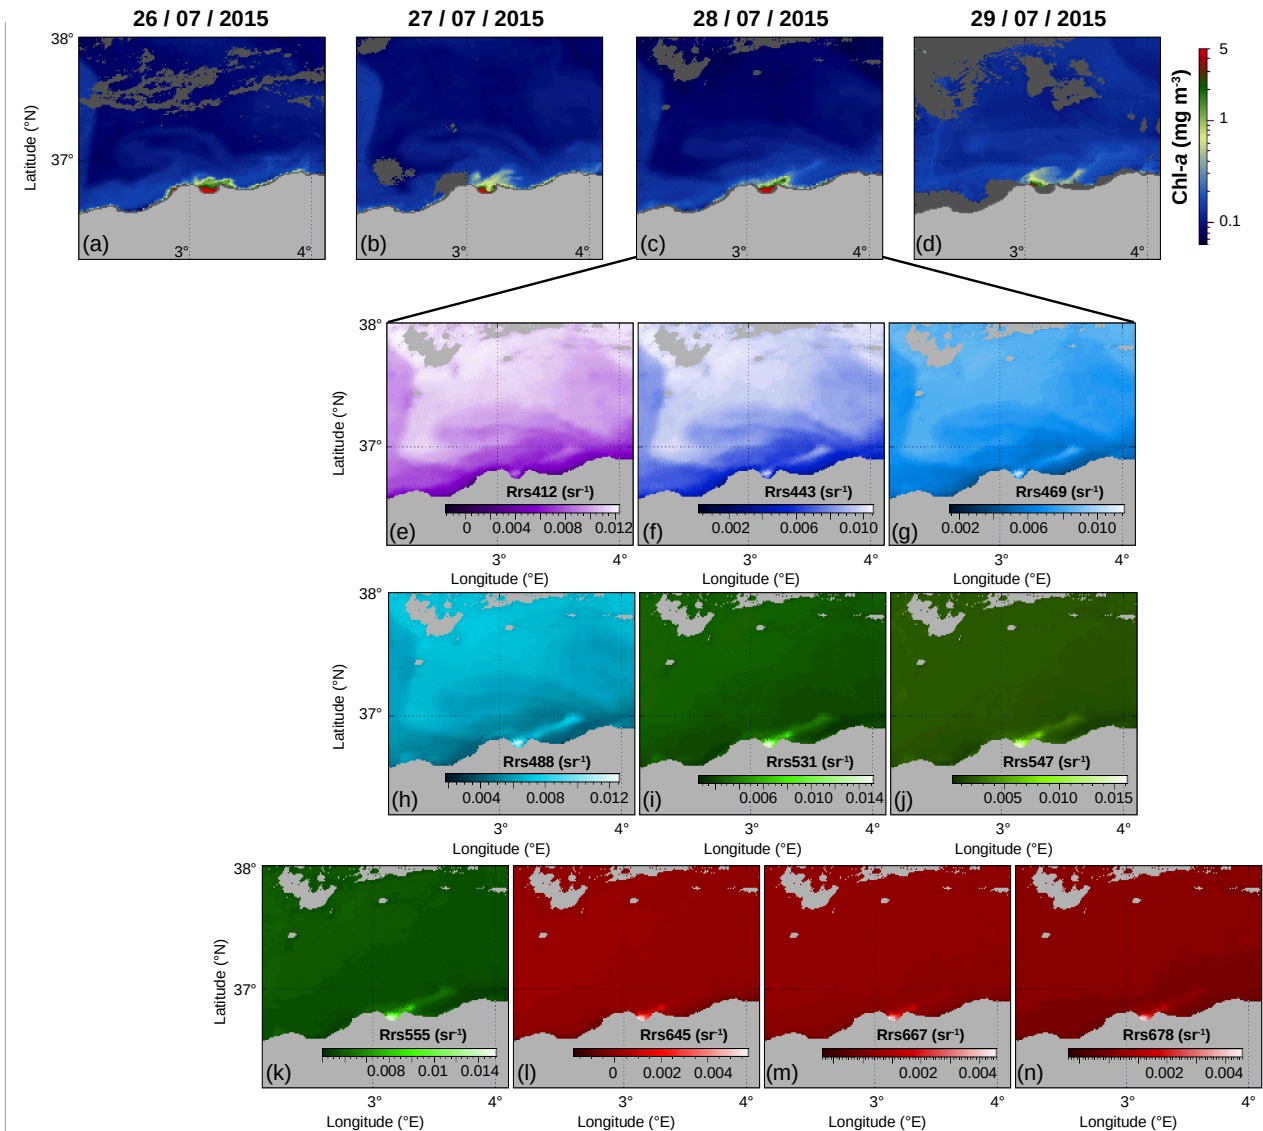 26 / 07 / 2015
27 / 07 / 2015
28 / 07 / 2015
29 / 07 / 2015
38°
37°
Latitude (°N)
(a)
3°
4°
(b)
3°
4°
(c)
3°
4°
(d)
3°
4°
5
1
0.1
Chl-a (mg m-3)
38°
37°
Latitude (°N)
Rrs412 (sr-1)
0 0.004 0.008 0.012
(e)
Rrs443 (sr-1)
0.002 0.006 0.010
(f)
Rrs469 (sr-1)
0.002 0.006 0.010
(g)
3° 4°
3° 4°
3° 4°
Longitude (°E)
Longitude (°E)
Longitude (°E)
38°
37°
Latitude (°N)
Rrs488 (sr-1)
0.004 0.008 0.012
(h)
Rrs531 (sr-1)
0.006 0.010 0.014
(i)
Rrs547 (sr-1)
0.005 0.010 0.015
(j)
3° 4°
3° 4°
3° 4°
Longitude (°E)
Longitude (°E)
Longitude (°E)
38°
37°
Latitude (°N)
Rrs555 (sr-1)
0.008 0.01 0.014
(k)
Rrs645 (sr-1)
0 0.002 0.004
(l)
Rrs667 (sr-1)
0.002 0.004
(m)
Rrs678 (sr-1)
0.002 0.004
(n)
3° 4°
3° 4°
3° 4°
3° 4°
Longitude (°E)
Longitude (°E)
Longitude (°E)
Longitude (°E)